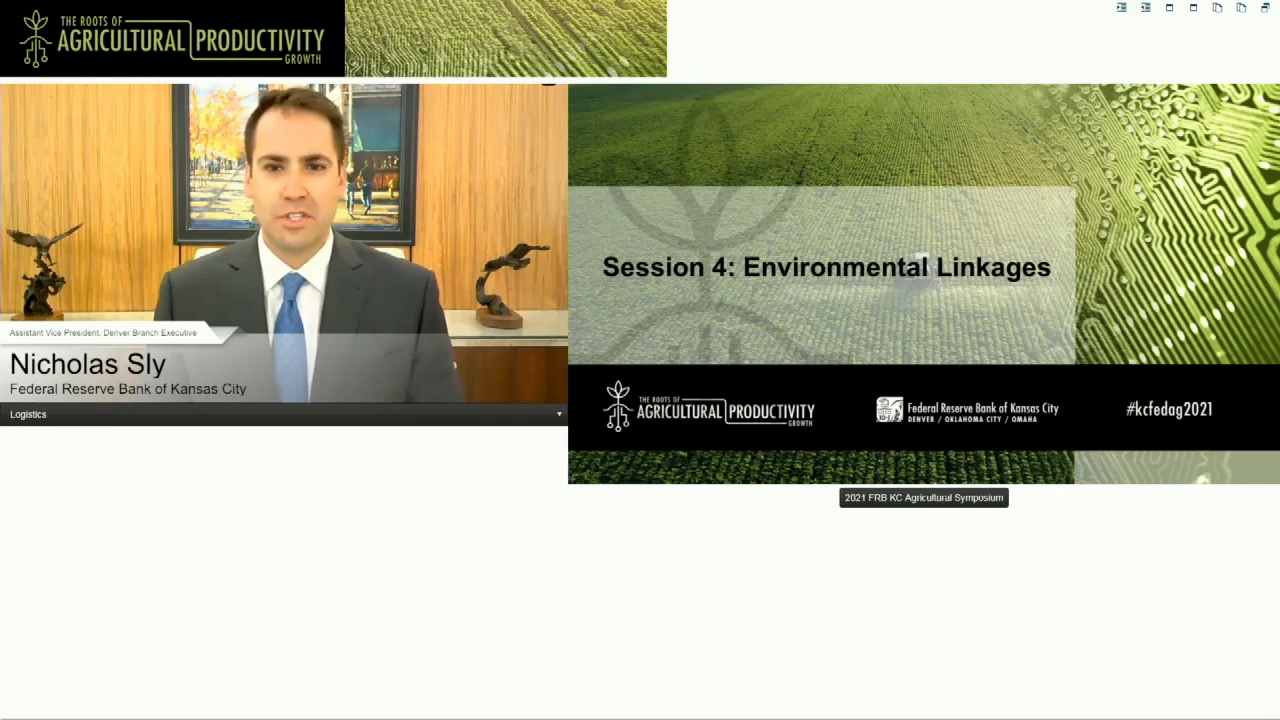 THE ROOTS OF
AGRICULTURAL PRODUCTIVITY
GROWTH
Assistant Vice President, Denver Branch Executive
Nicholas Sly
Federal Reserve Bank of Kansas City
Logistics
Session 4: Environmental Linkages
THE ROOTS OF
AGRICULTURAL PRODUCTIVITY
GROWTH
Federal Reserve Bank of Kansas City
DENVER / OKLAHOMA CITY / OMAHA
#kcfedag2021
2021 FRB KC Agricultural Symposium